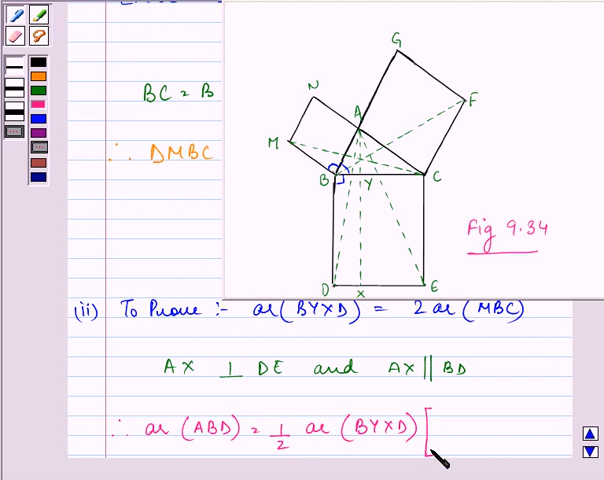 BC = B
∴ DMBC
G
N
A
F
M
B
Y
C
Fig 9.34
D
X
E
(ii) To Prove :- ar (BYXD) = 2 ar (MBC)
AX ⊥ DE and AX || BD
∴ ar (ABD) = 1/2 ar (BYXD) [